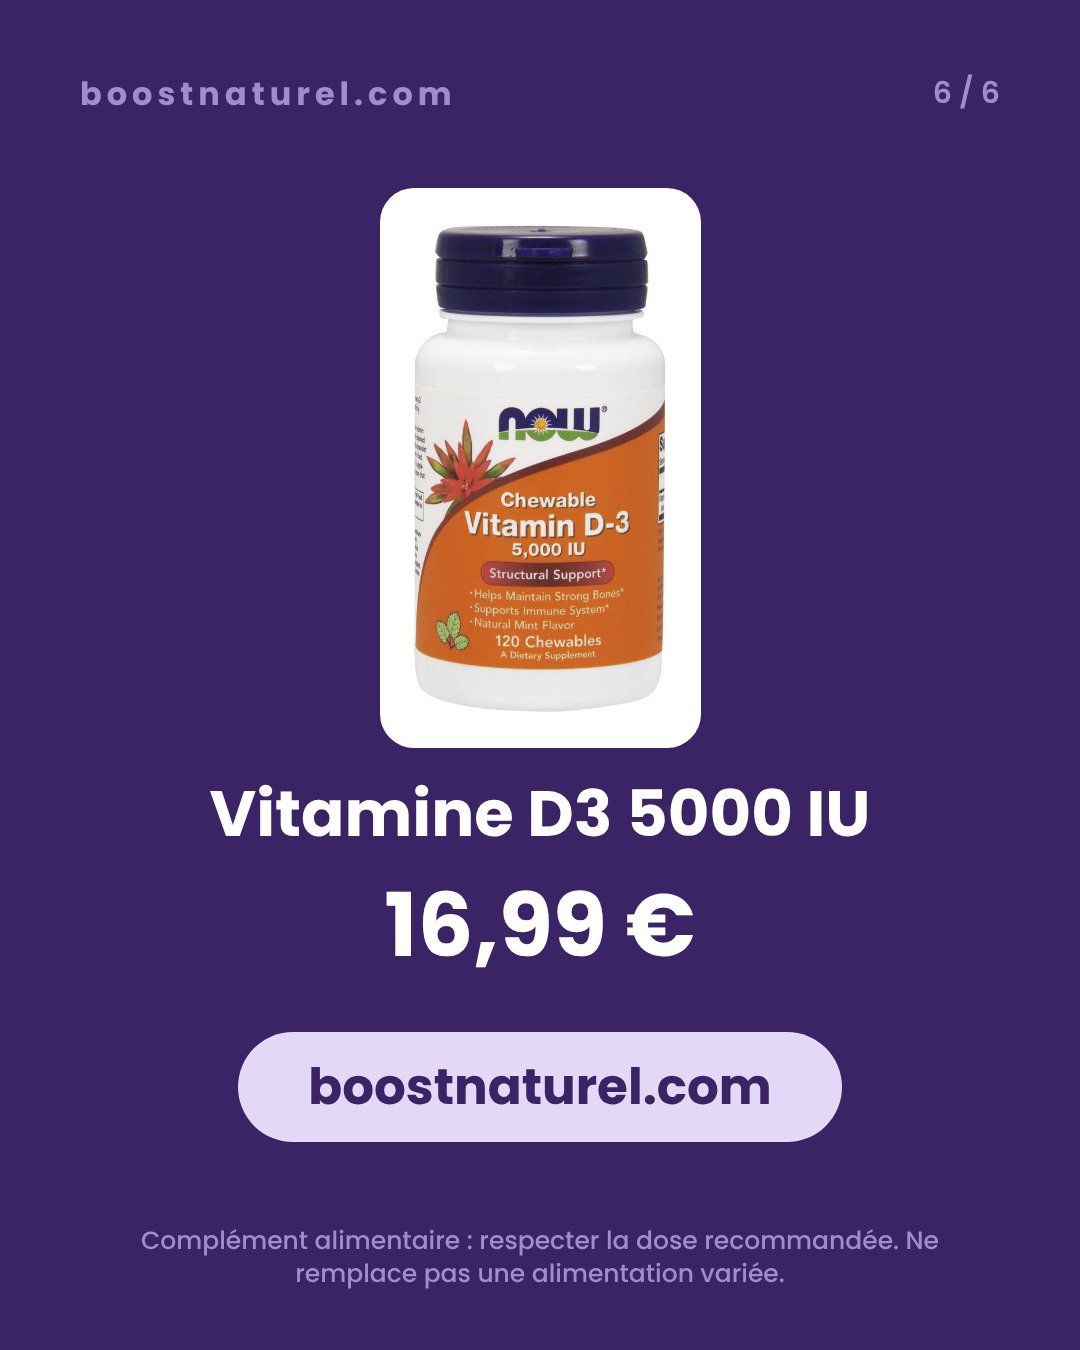 boostnaturel.com
6 / 6
now®
Chewable
Vitamin D-3
5,000 IU
Structural Support*
·Helps Maintain Strong Bones*
·Supports Immune System*
·Natural Mint Flavor
120 Chewables
A Dietary Supplement
Vitamine D3 5000 IU
16,99 €
boostnaturel.com
Complément alimentaire : respecter la dose recommandée. Ne
remplace pas une alimentation variée.